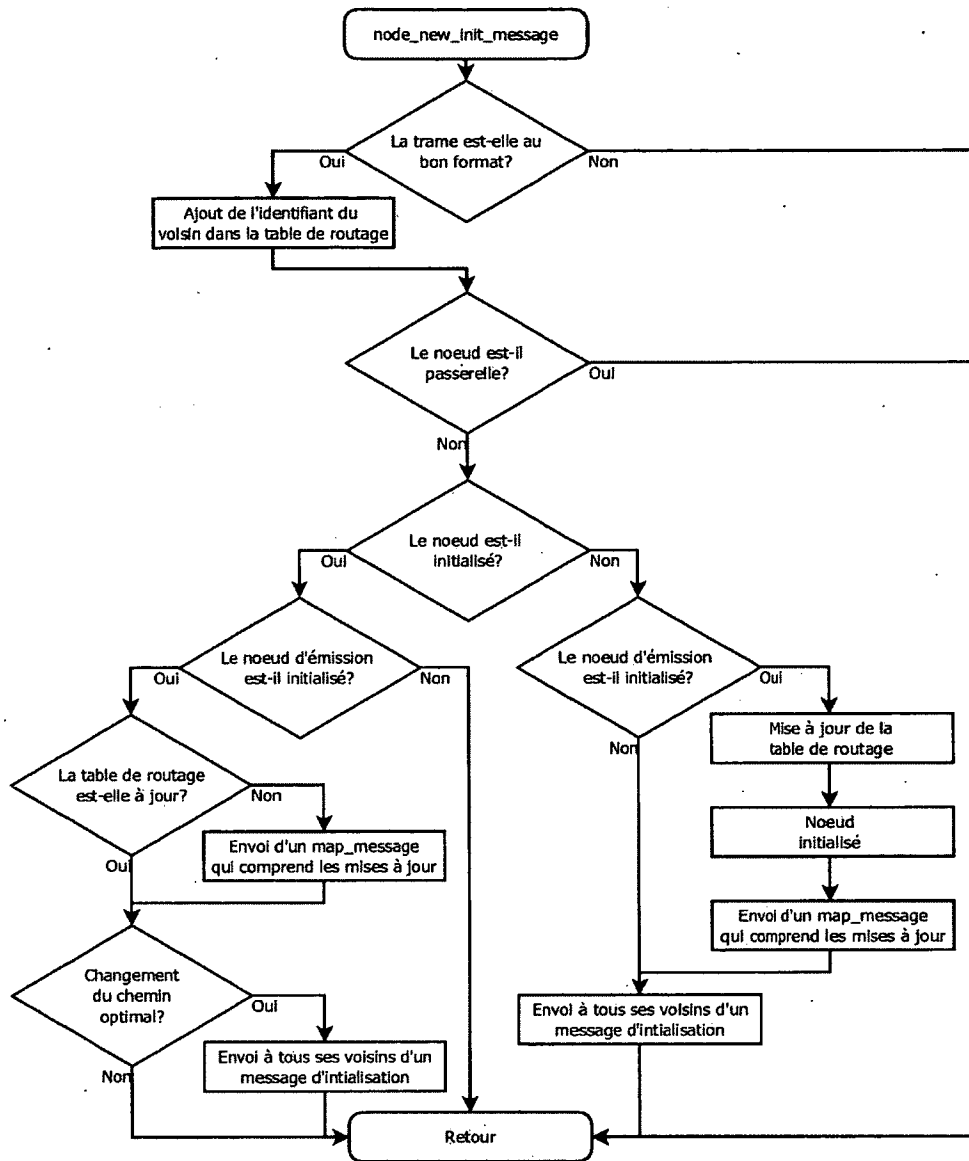 node_new_init_message
La trame est-elle au
bon format?
Oui
Non
Ajout de l'identifiant du
voisin dans la table de routage
Le noeud est-il
passerelle?
Oui
Non
Le noeud est-il
initialisé?
Oui
Non
Le noeud d'émission
est-il initialisé?
Oui
Non
Le noeud d'émission
est-il initialisé?
Oui
Non
Mise à jour de la
table de routage
La table de routage
est-elle à jour?
Non
Oui
Envoi d'un map_message
qui comprend les mises à jour
Noeud
initialisé
Envoi d'un map_message
qui comprend les mises à jour
Changement
du chemin
optimal?
Oui
Non
Envoi à tous ses voisins d'un
message d'intialisation
Envoi à tous ses voisins d'un
message d'intialisation
Retour